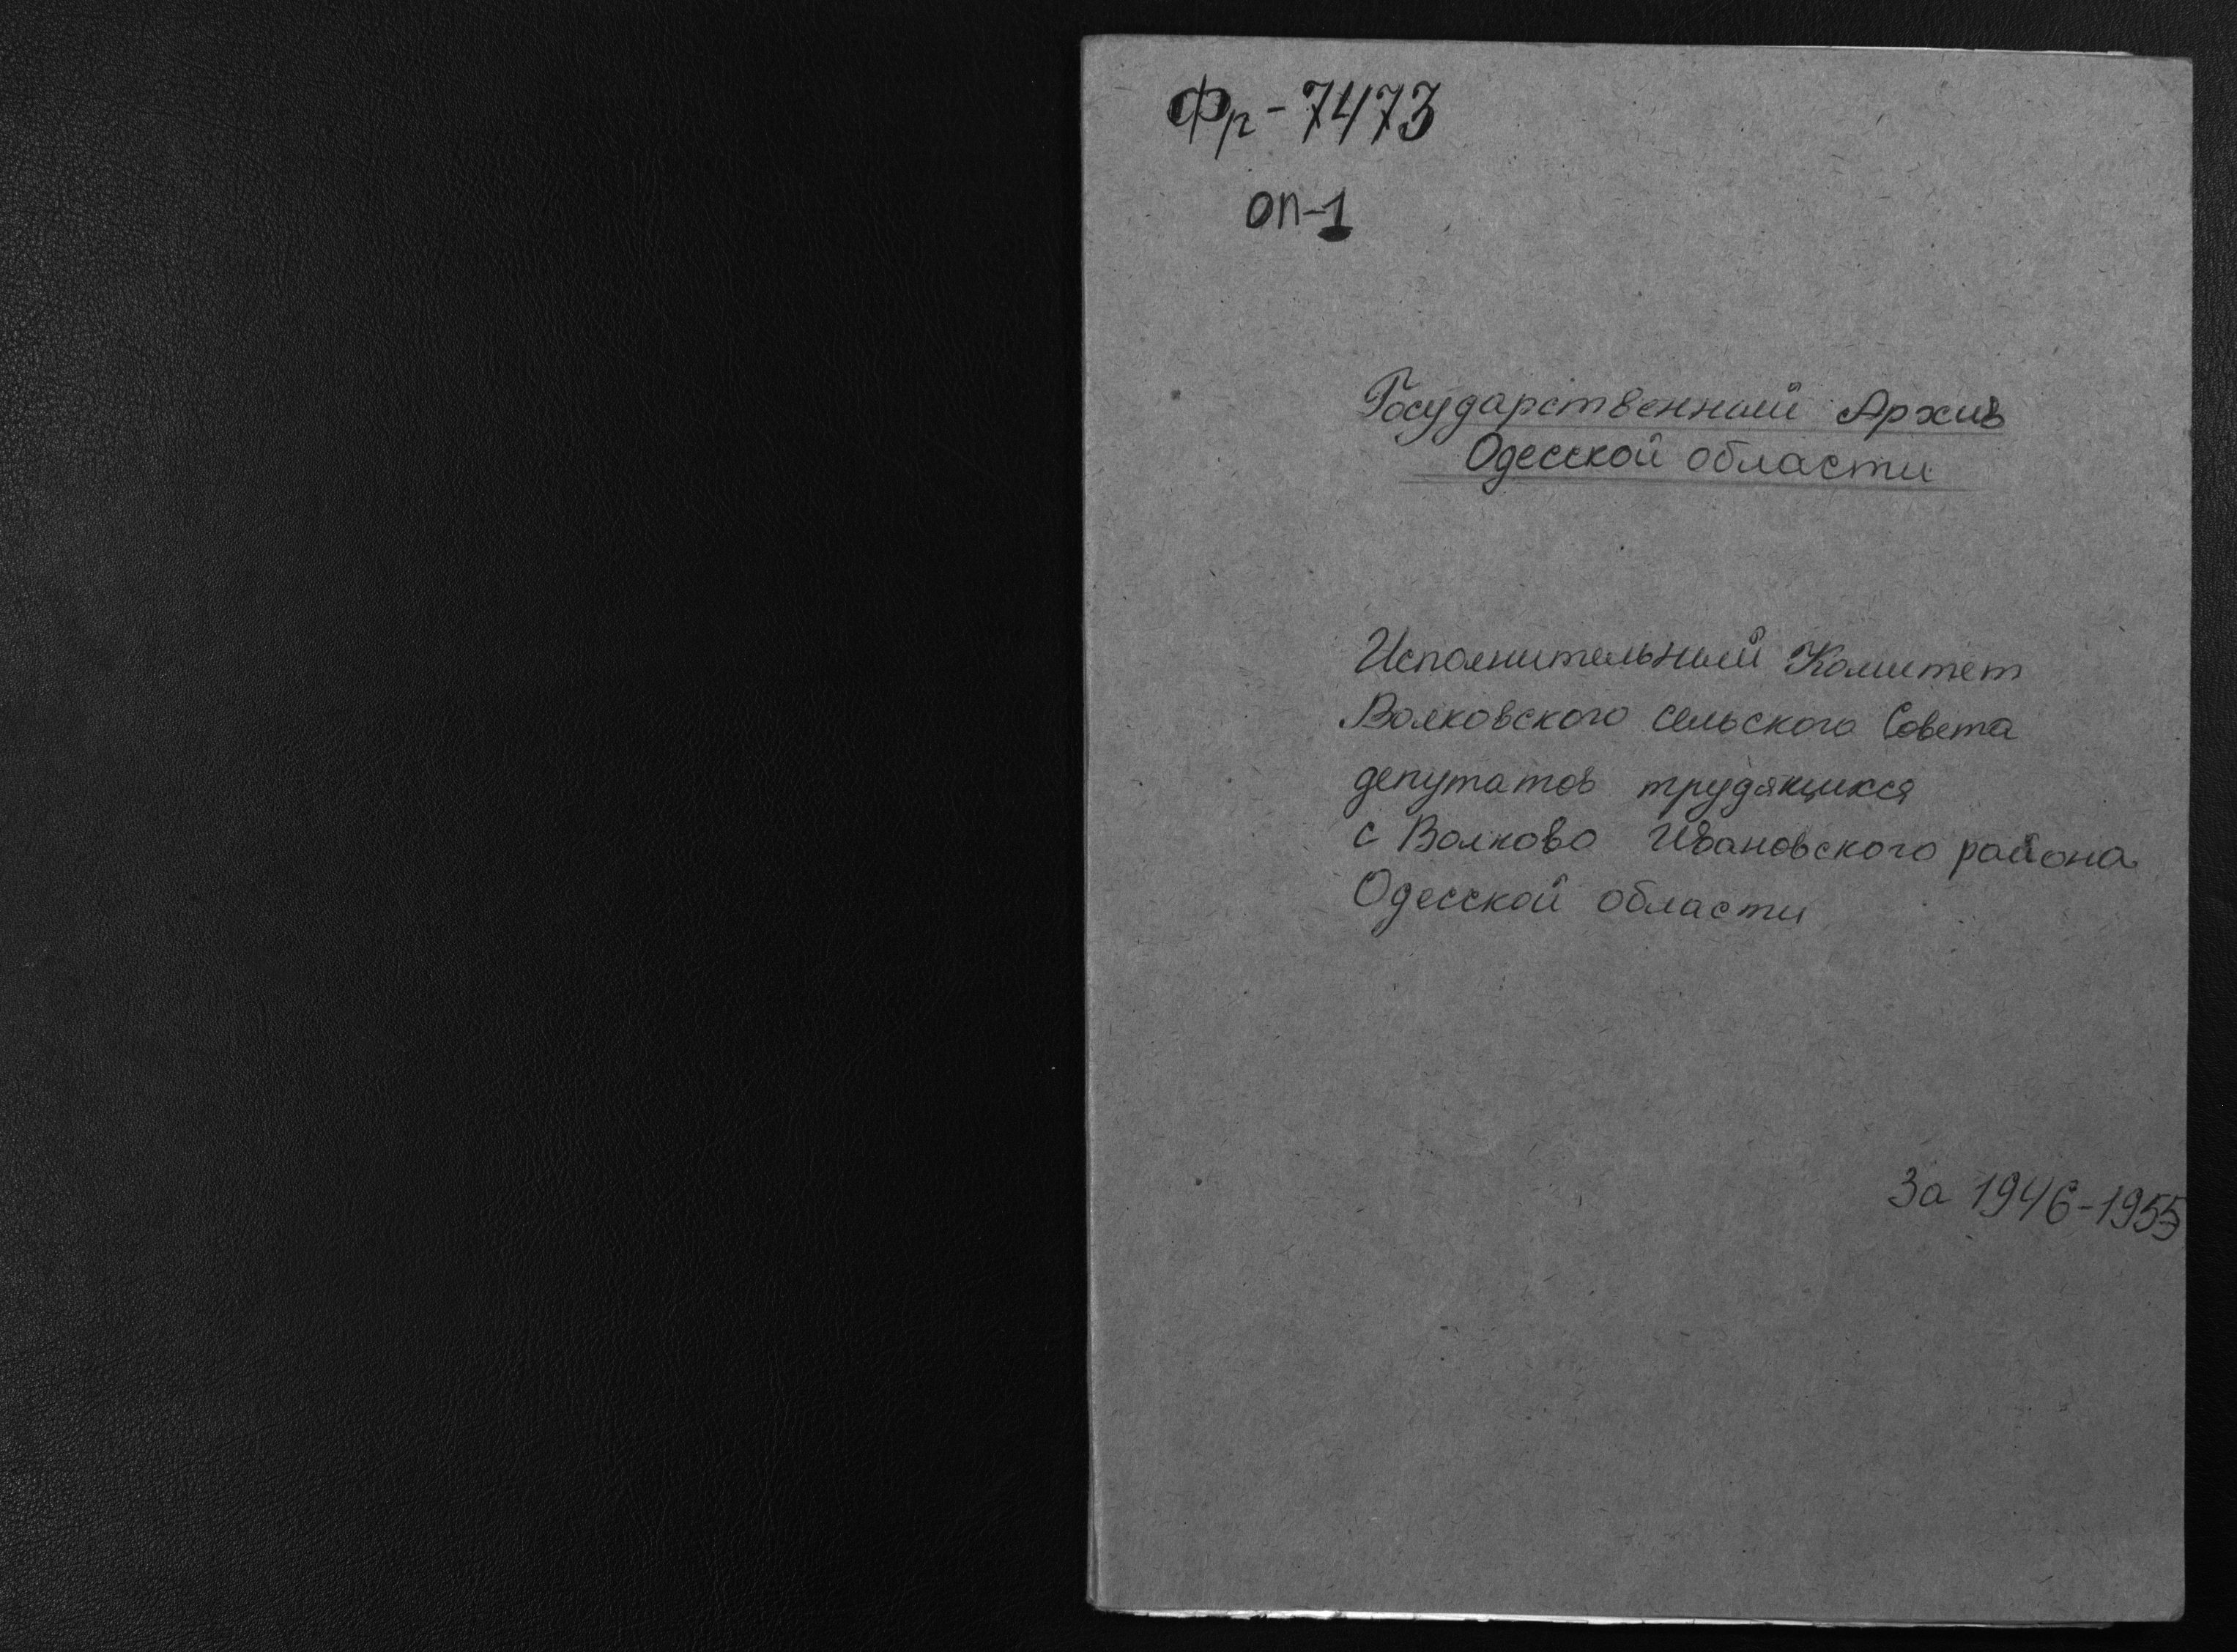 Фр-7473
оп-1
Государственный Архив
Одесской области
Исполнительный Комитет
Волковского сельского Совета
депутатов трудящихся
с Волково Ивановского района
Одесской области
За 1946-1955